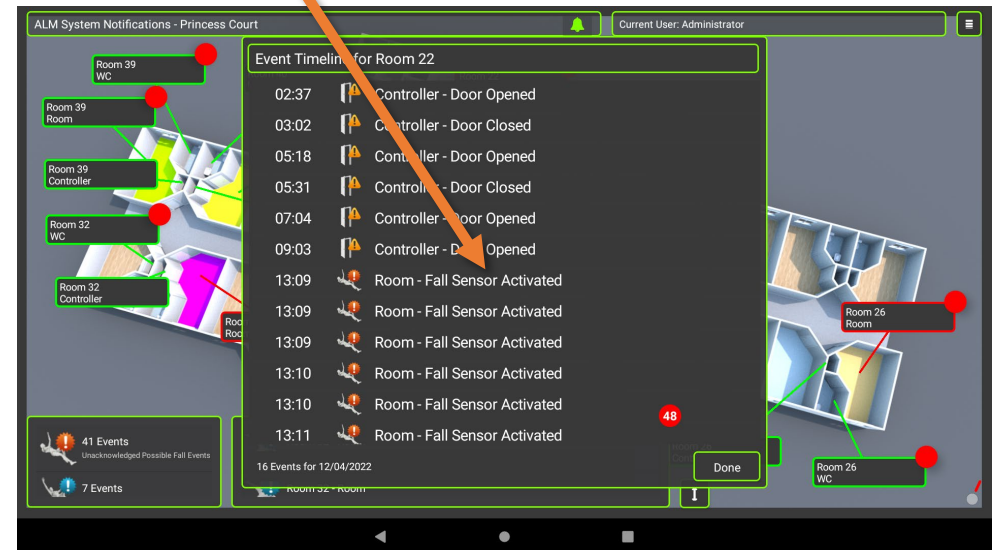 ALM System Notifications - Princess Court
Current User: Administrator
Room 39
WC
Room 39
Room
Room 39
Controller
Room 32
WC
Room 32
Controller
Event Timeline for Room 22
02:37 Controller - Door Opened
03:02 Controller - Door Closed
05:18 Controller - Door Opened
05:31 Controller - Door Closed
07:04 Controller - Door Opened
09:03 Controller - Door Opened
13:09 Room - Fall Sensor Activated
13:09 Room - Fall Sensor Activated
13:09 Room - Fall Sensor Activated
13:10 Room - Fall Sensor Activated
13:10 Room - Fall Sensor Activated
13:11 Room - Fall Sensor Activated
16 Events for 12/04/2022
Done
48
Room 26
Room
Room 26
WC
41 Events
Unacknowledged Possible Fall Events
7 Events
Room 32 - Room